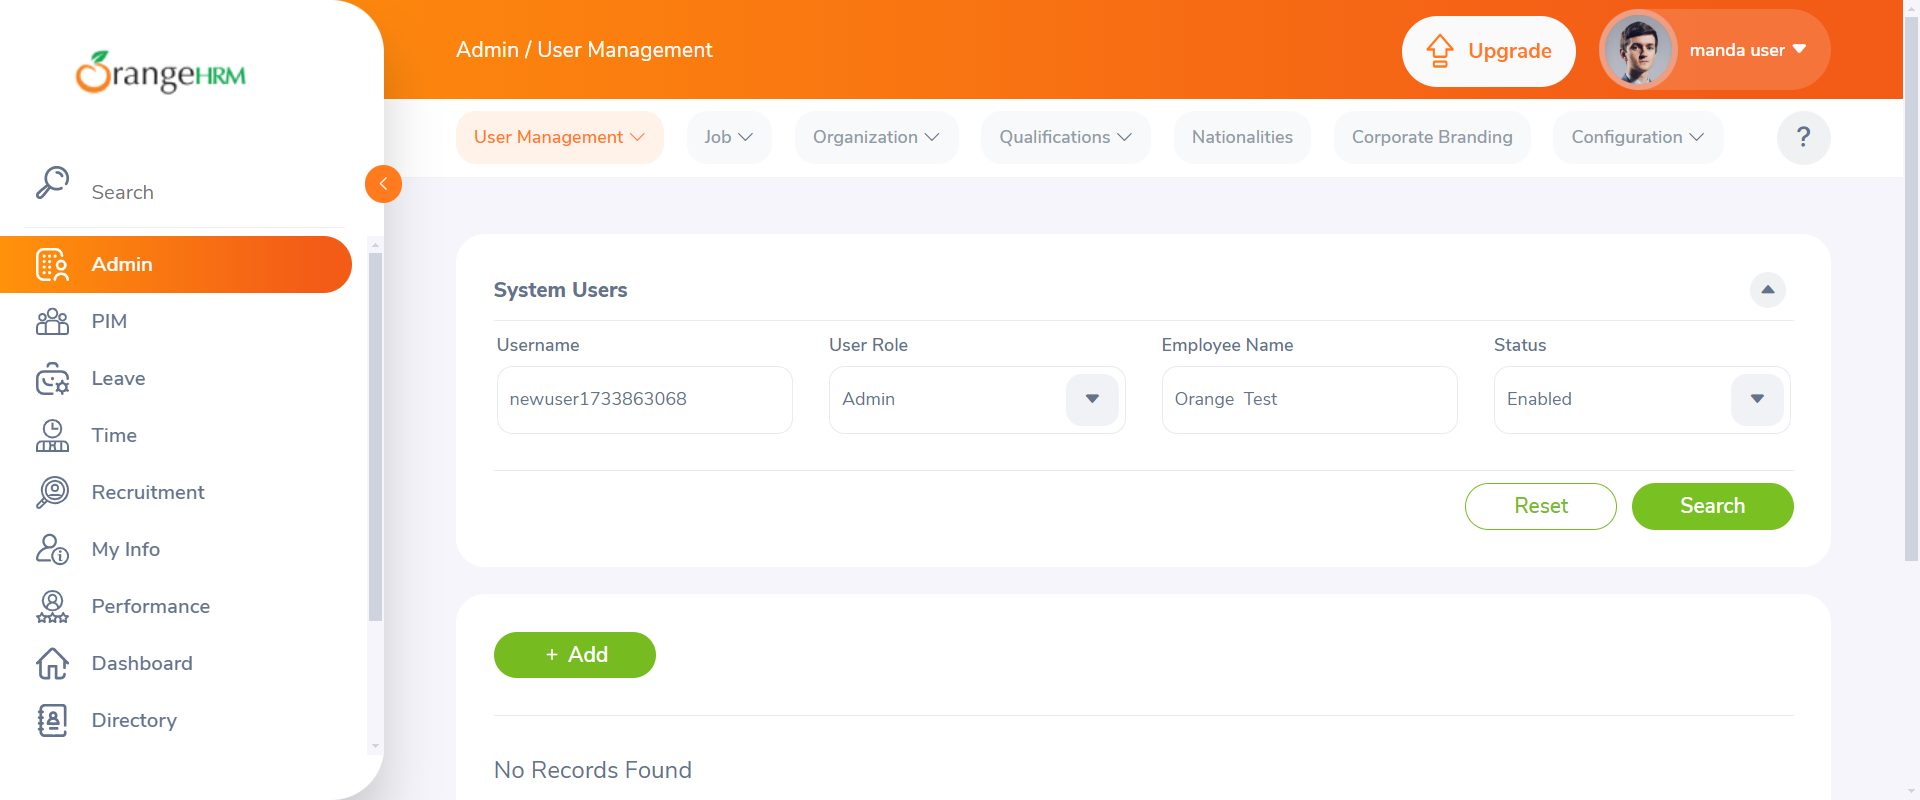 OrangeHRM
Admin / User Management
Upgrade
manda user
User Management
Job
Organization
Qualifications
Nationalities
Corporate Branding
Configuration
?
Search
Admin
PIM
Leave
Time
Recruitment
My Info
Performance
Dashboard
Directory
System Users
Username
User Role
Employee Name
Status
newuser1733863068
Admin
Orange  Test
Enabled
Reset
Search
+ Add
No Records Found